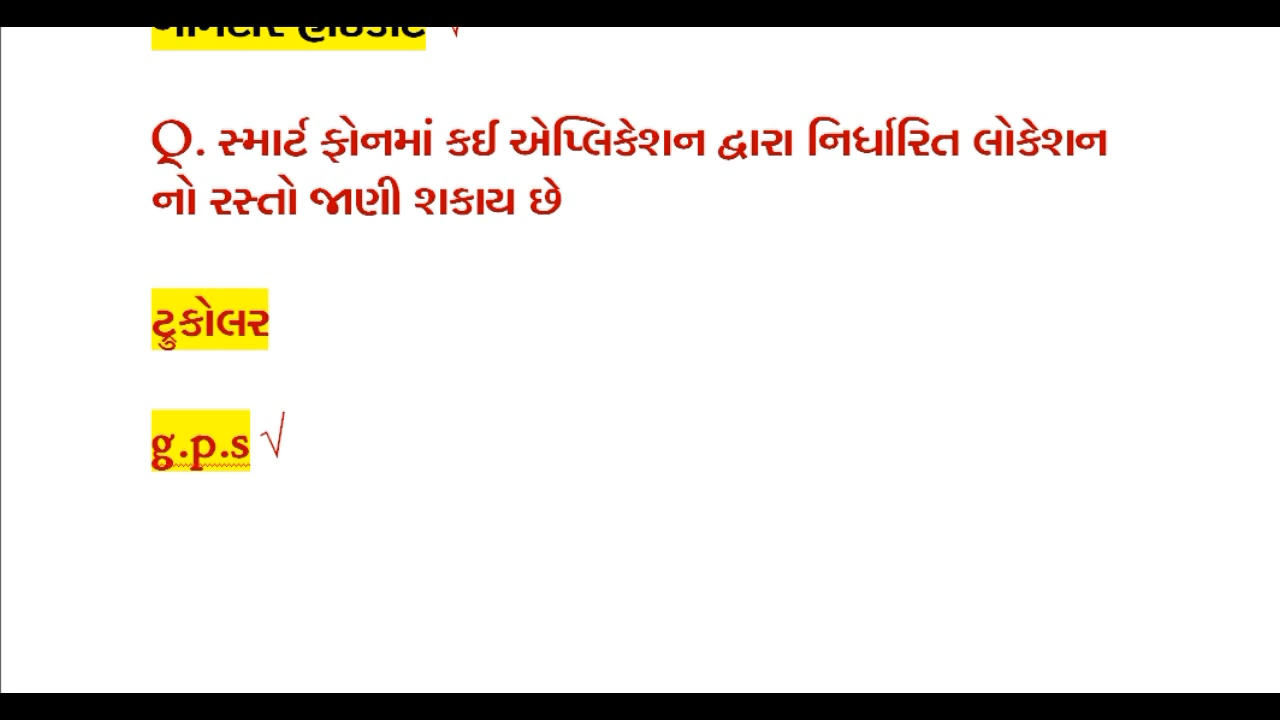 Q. સ્માર્ટ ફોનમાં કઈ એપ્લિકેશન દ્વારા નિર્ધારિત લોકેશન
નો રસ્તો જાણી શકાય છે
ટ્રુકોલર
g.p.s √